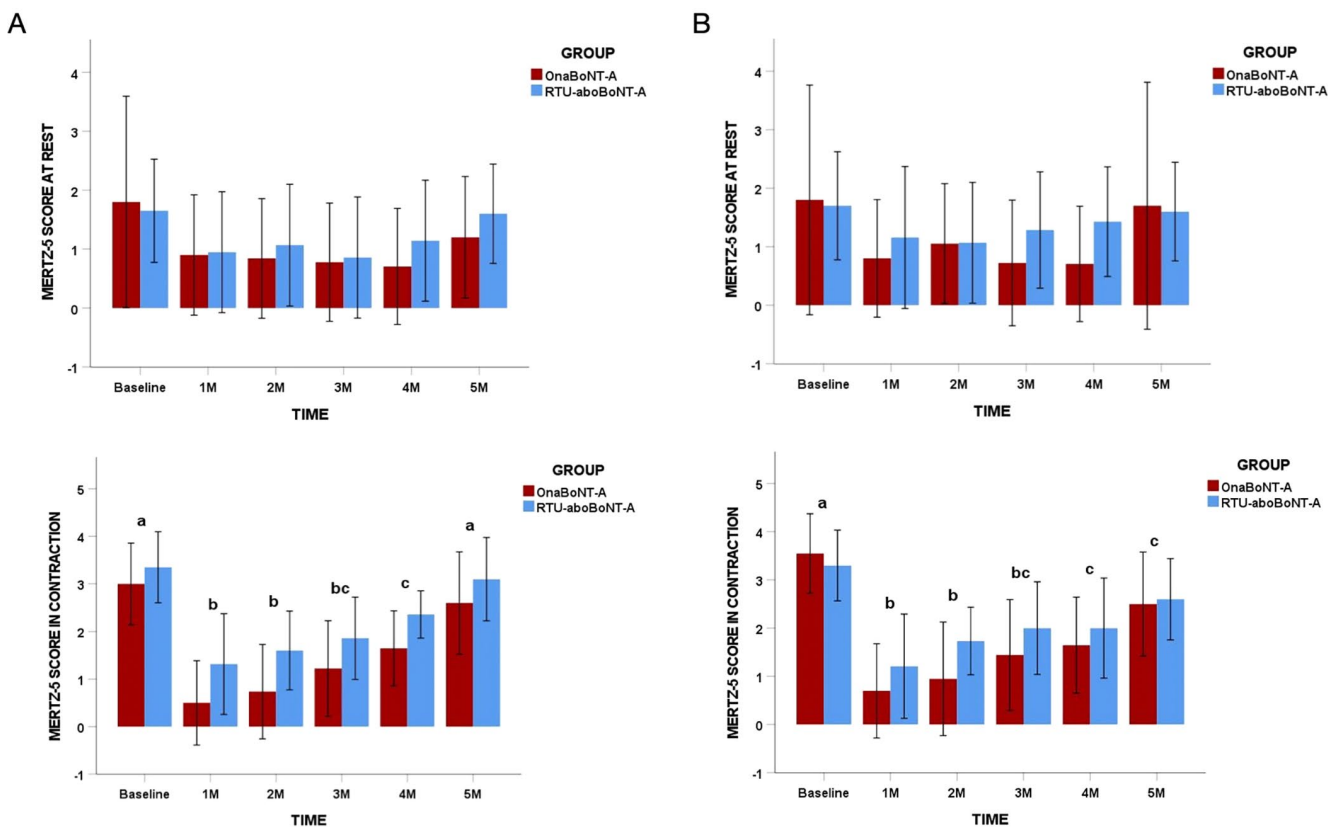 A
GROUP
OnaBoNT-A
RTU-aboBoNT-A
MERTZ-5 SCORE AT REST
4
3
2
1
0
-1
Baseline 1M 2M 3M 4M 5M
TIME
B
GROUP
OnaBoNT-A
RTU-aboBoNT-A
MERTZ-5 SCORE AT REST
4
3
2
1
0
-1
Baseline 1M 2M 3M 4M 5M
TIME
GROUP
OnaBoNT-A
RTU-aboBoNT-A
MERTZ-5 SCORE IN CONTRACTION
5
4
3
2
1
0
-1
a b b bc c a
Baseline 1M 2M 3M 4M 5M
TIME
GROUP
OnaBoNT-A
RTU-aboBoNT-A
MERTZ-5 SCORE IN CONTRACTION
5
4
3
2
1
0
-1
a b b bc c c
Baseline 1M 2M 3M 4M 5M
TIME